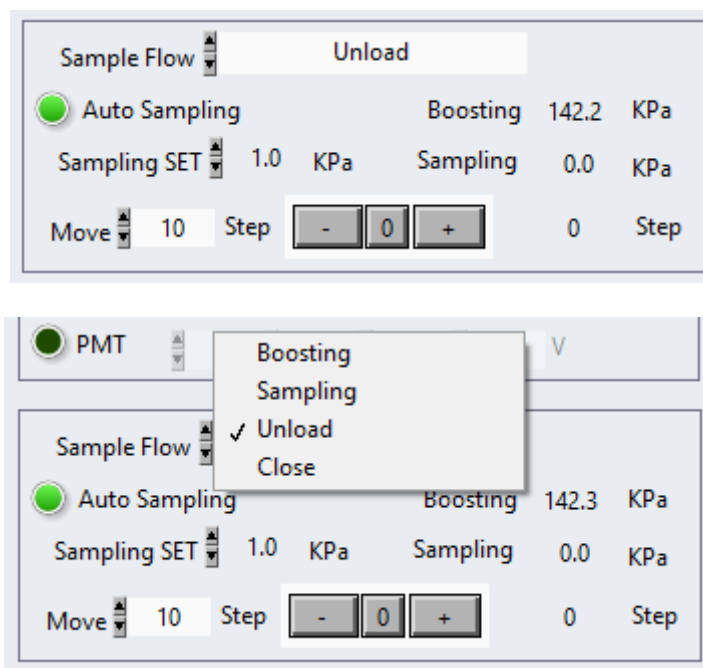 Sample Flow Unload
Auto Sampling Boosting 142.2 KPa
Sampling SET 1.0 KPa Sampling 0.0 KPa
Move 10 Step - 0 + 0 Step
PMT V
Boosting
Sampling
Sample Flow ✓ Unload
Close
Auto Sampling Boosting 142.3 KPa
Sampling SET 1.0 KPa Sampling 0.0 KPa
Move 10 Step - 0 + 0 Step